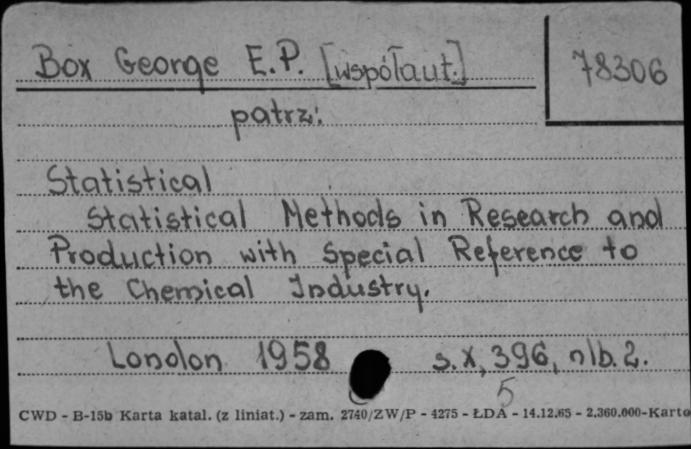 Box George E.P. [współaut.]
78306
patrz:
Statistical
Statistical Methods in Research and
Production with Special Reference to
the Chemical Industry.
London 1958 s. X, 396, nlb. 2.
5
CWD - B-15b Karta katal. (z liniat.) - zam. 2740/ZW/P - 4275 - ŁDA - 14.12.65 - 2.360.000-Karto